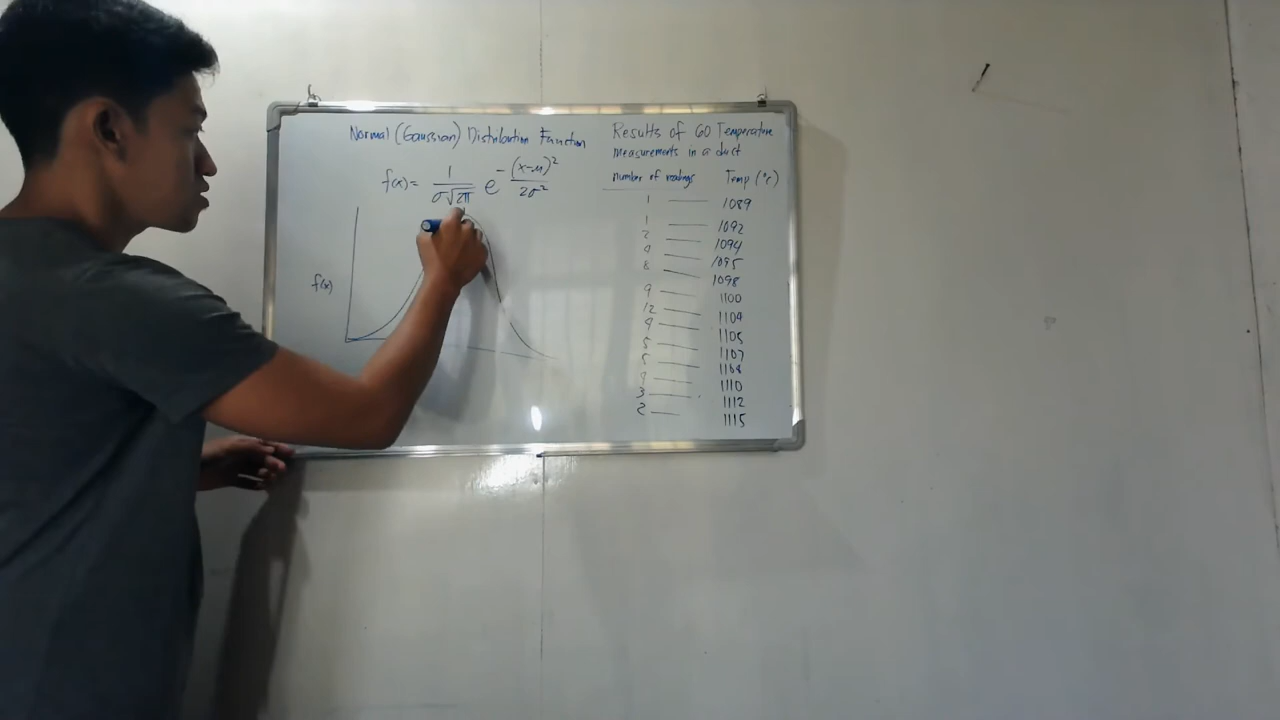 Normal (Gaussian) Distribution Function
f(x) = 1 / σ√2π e^-(x-μ)²/2σ²
f(x)
Results of 60 Temperature
Measurements in a duct
number of readings Temp (°c)
1 1089
1 1092
2 1094
9 1095
8 1098
9 1100
12 1104
1105
5 1107
5 1108
1110
3 1112
2 1115